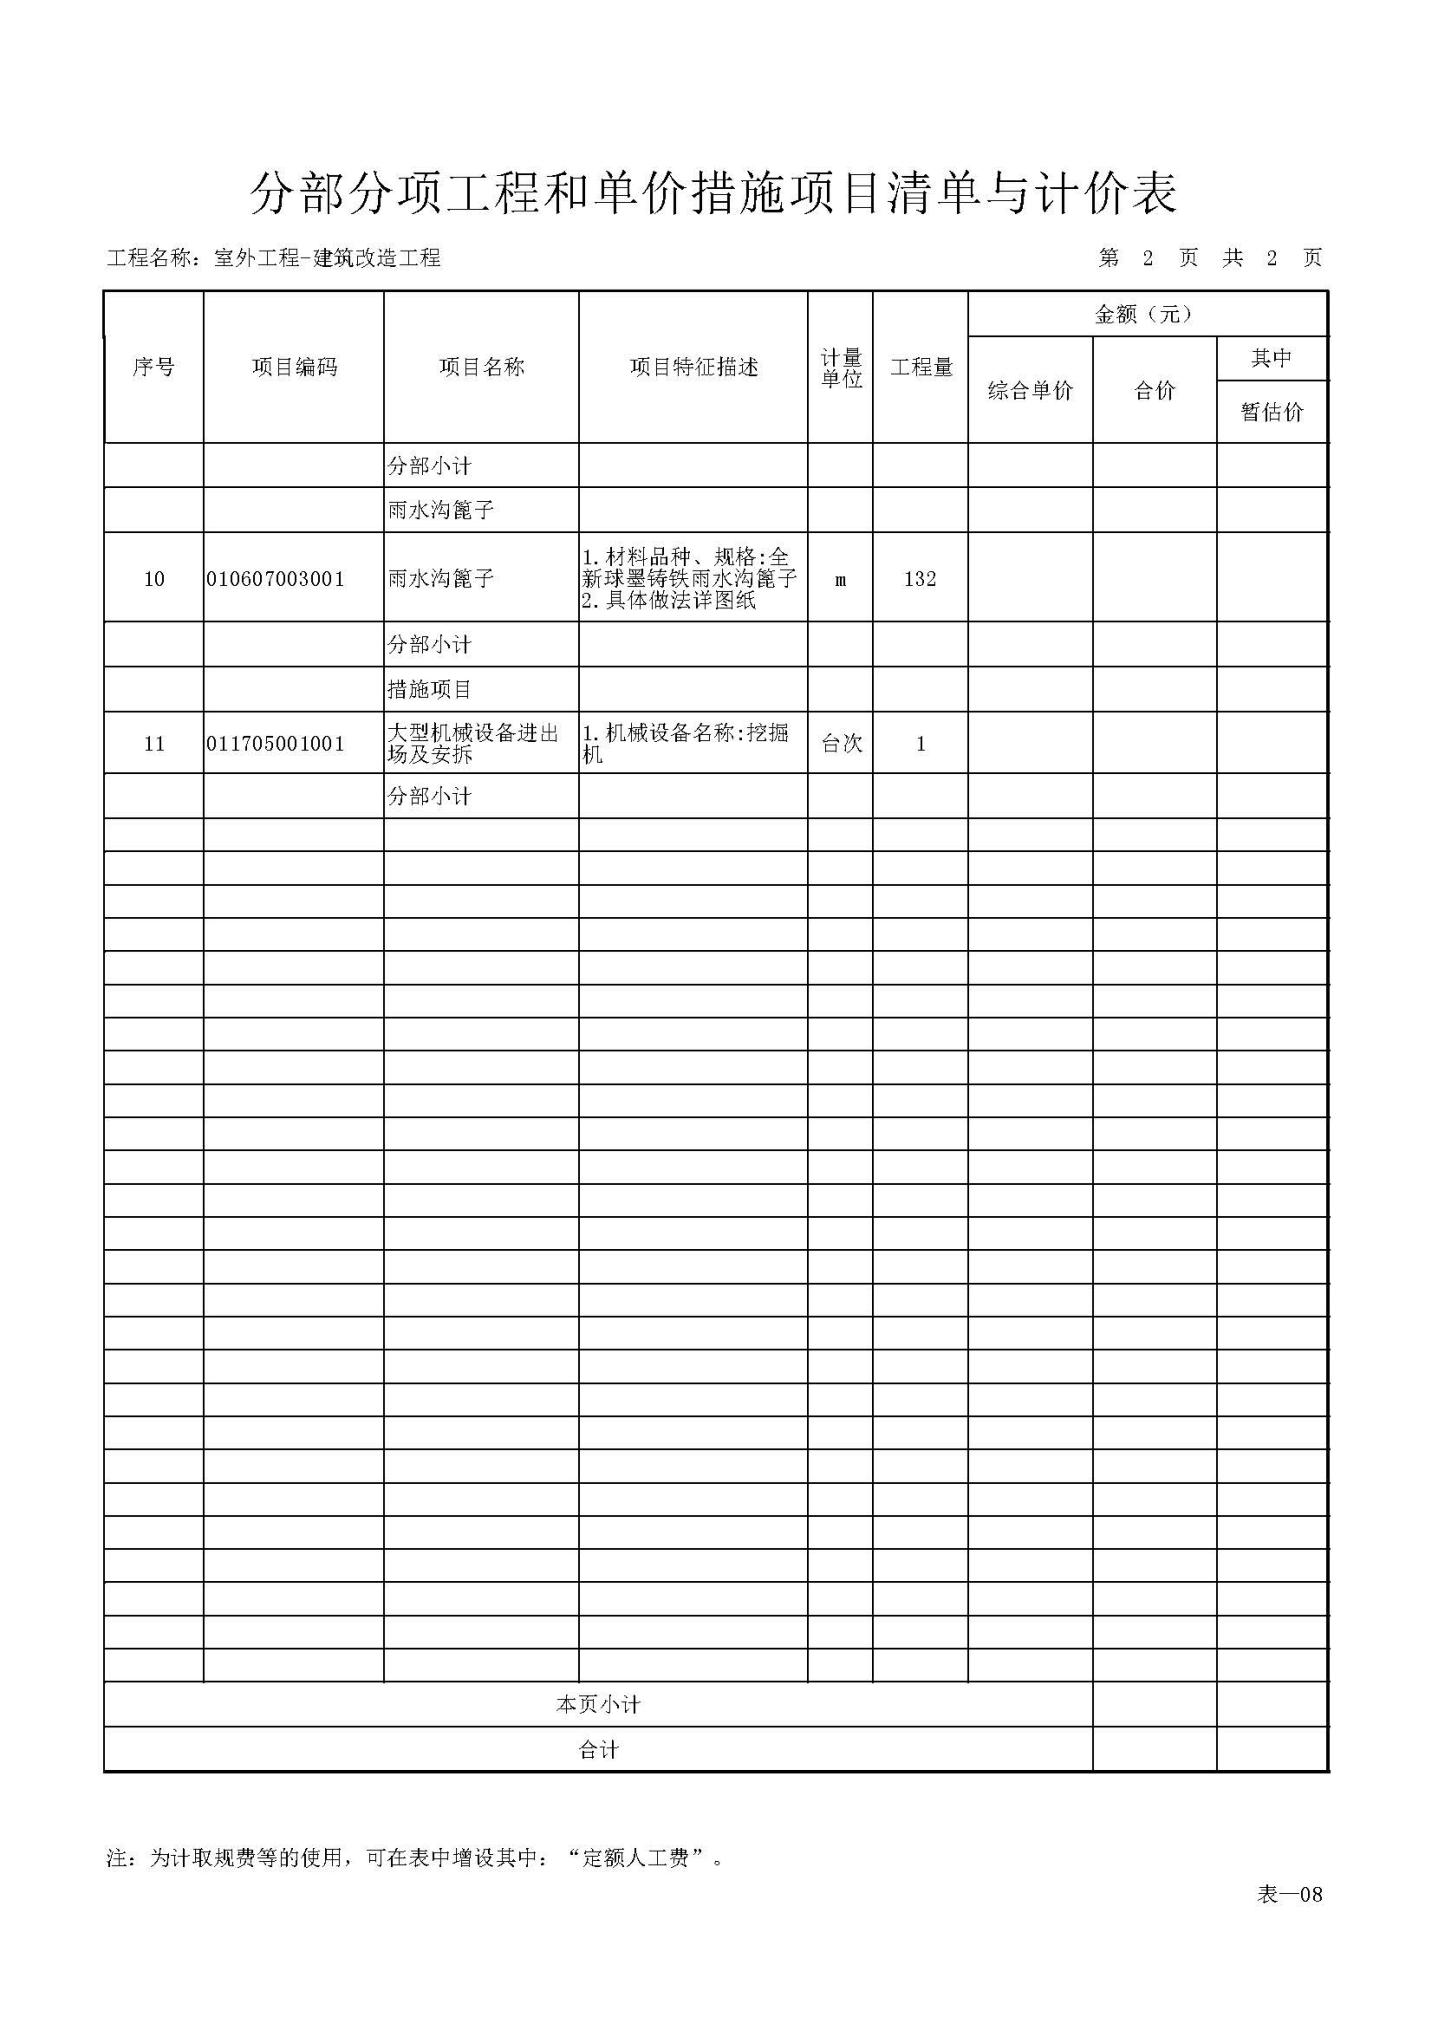 分部分项工程和单价措施项目清单与计价表
工程名称：室外工程-建筑改造工程 第 2 页 共 2 页
序号 项目编码 项目名称 项目特征描述 计量单位 工程量 金额（元）
综合单价 合价 其中
暂估价
分部小计
雨水沟篦子
10 010607003001 雨水沟篦子 1.材料品种、规格:全
新球墨铸铁雨水沟篦子
2.具体做法详图纸 m 132
分部小计
措施项目
11 011705001001 大型机械设备进出
场及安拆 1.机械设备名称:挖掘
机 台次 1
分部小计
本页小计
合计
注：为计取规费等的使用，可在表中增设其中：“定额人工费”。
表—08